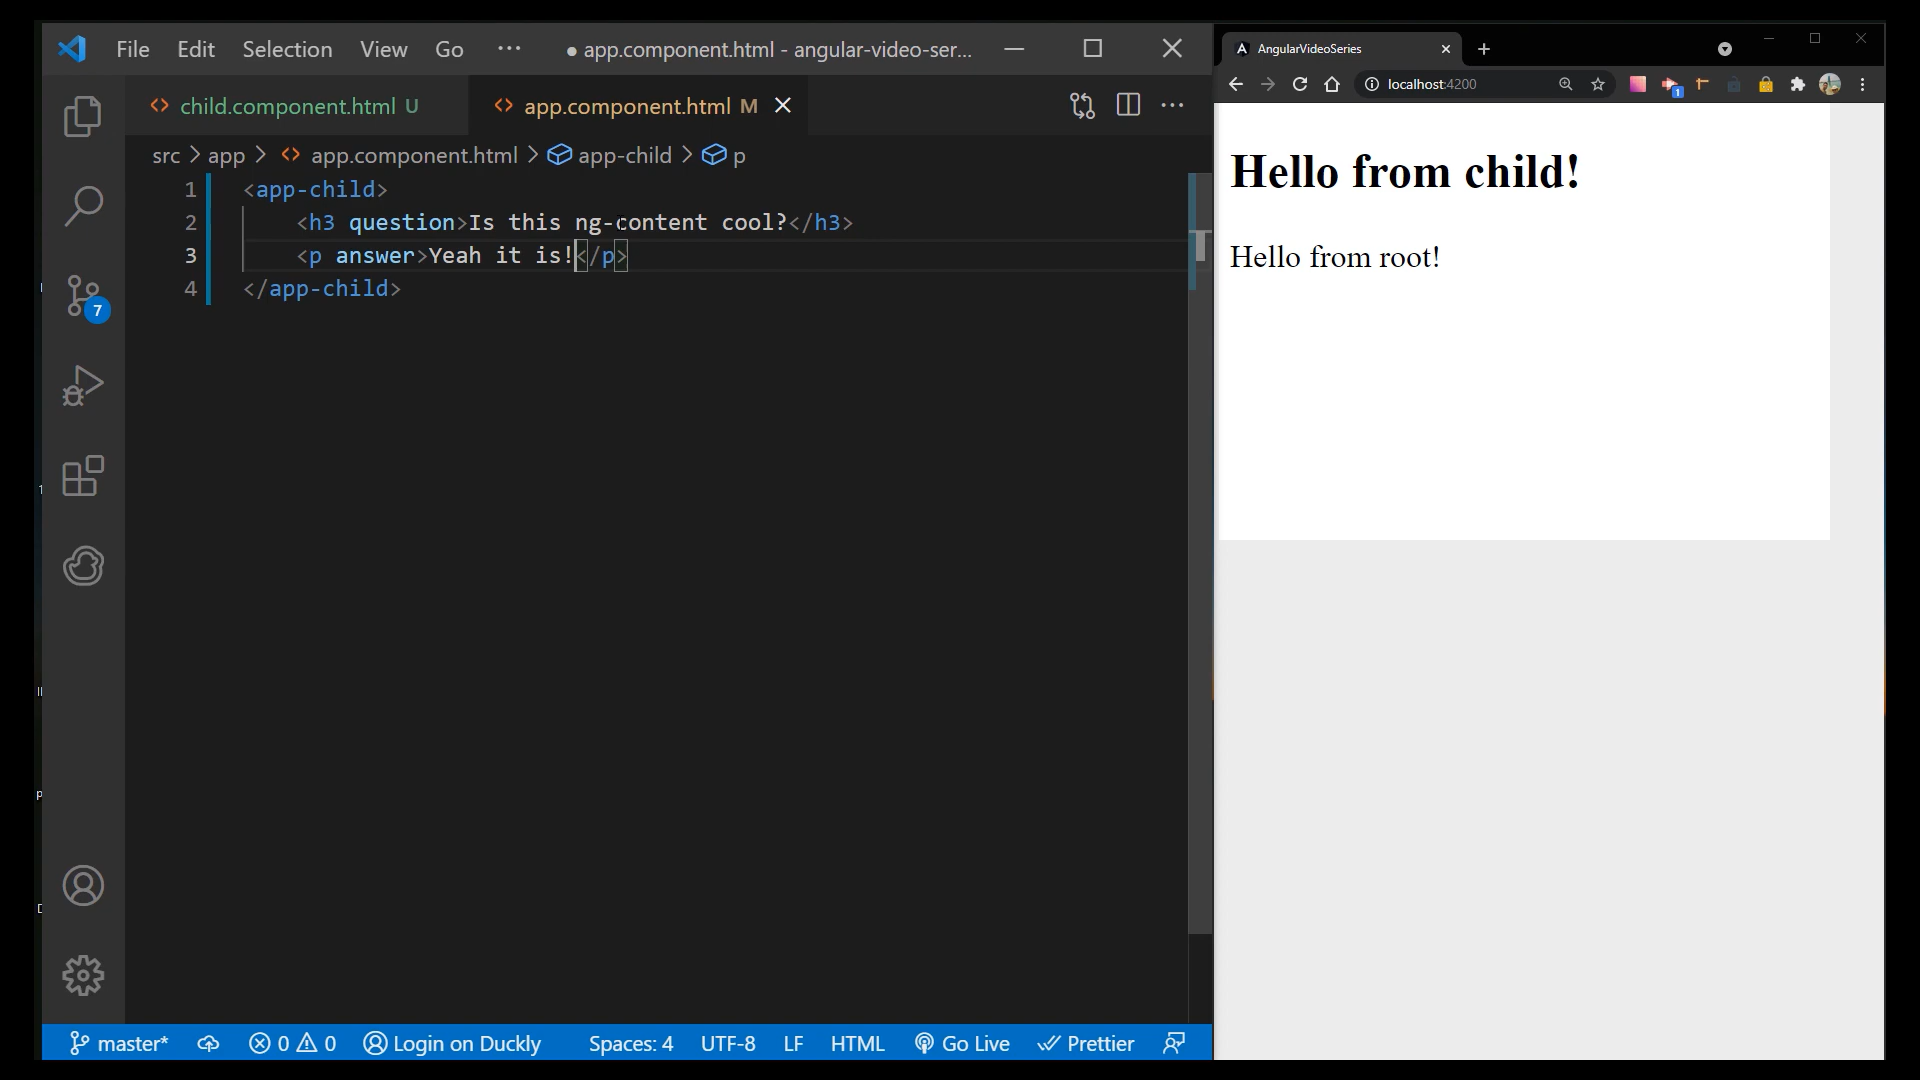 File Edit Selection View Go ··· ● app.component.html - angular-video-ser...
child.component.html U app.component.html M
src > app > app.component.html > app-child > p
1 <app-child>
2 <h3 question>Is this ng-content cool?</h3>
3 <p answer>Yeah it is!</p>
4 </app-child>
7
master* 0 0 Login on Duckly Spaces: 4 UTF-8 LF HTML Go Live Prettier
AngularVideoSeries
localhost:4200
1
Hello from child!
Hello from root!